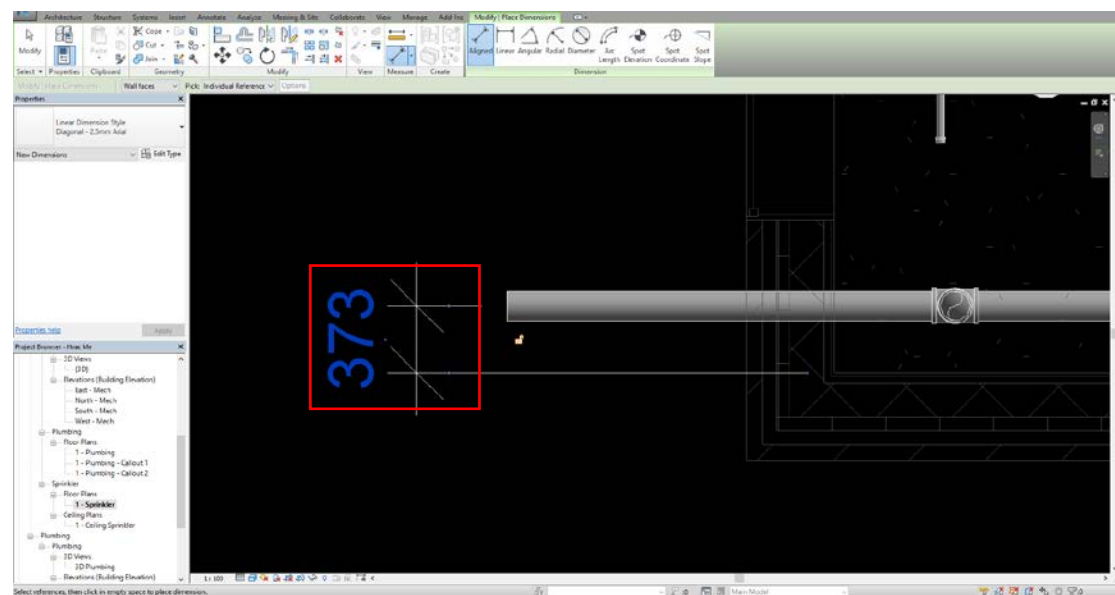 Architecture Structure Systems Insert Annotate Analyze Massing & Site Collaborate View Manage Add-Ins Modify | Place Dimensions
Modify
Paste
Cope
Cut
Join
Aligned Linear Angular Radial Diameter Arc Length Spot Elevation Spot Coordinate Spot Slope
Select Properties Clipboard Geometry Modify View Measure Create Dimension
Modify | Place Dimensions Wall faces Pick: Individual References Options
Properties
Linear Dimension Style
Diagonal - 2.5mm Arial
New Dimensions Edit Type
373
Properties help Apply
3D Views
{3D}
Elevations (Building Elevation)
East - Mech
North - Mech
South - Mech
West - Mech
Plumbing
Floor Plans
1 - Plumbing
1 - Plumbing - Callout 1
1 - Plumbing - Callout 2
Sprinkler
Floor Plans
1 - Sprinkler
Ceiling Plans
1 - Ceiling Sprinkler
Plumbing
Plumbing
3D Views
3D Plumbing
Elevations (Building Elevation)
1 : 100
Select references, then click in empty space to place dimension.
Main Model